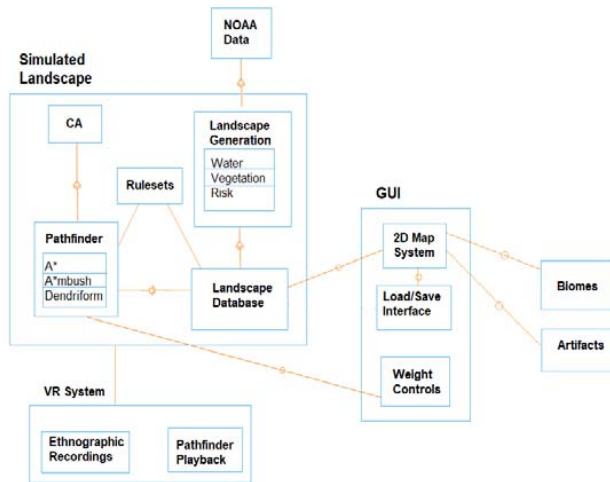 NOAA
Data
Simulated
Landscape
CA
Landscape
Generation
Water
Vegetation
Risk
Rulesets
GUI
Pathfinder
A*
A*mbush
Dendriform
2D Map
System
Landscape
Database
Biomes
Load/Save
Interface
Artifacts
Weight
Controls
VR System
Ethnographic
Recordings
Pathfinder
Playback